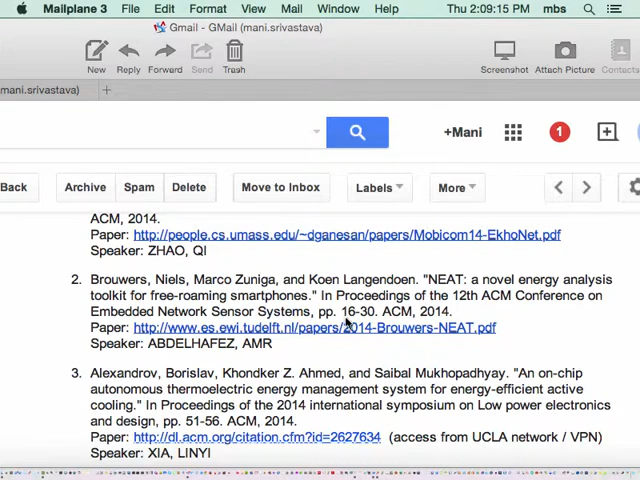 Mailplane 3 File Edit Format View Mail Window Help Thu 2:09:15 PM mbs
Gmail - GMail (mani.srivastava)
New Reply Forward Send Trash Screenshot Attach Picture Contacts
mani.srivastava) +
+Mani 1
Back Archive Spam Delete Move to Inbox Labels More
ACM, 2014.
Paper: http://people.cs.umass.edu/~dganesan/papers/Mobicom14-EkhoNet.pdf
Speaker: ZHAO, QI
2. Brouwers, Niels, Marco Zuniga, and Koen Langendoen. "NEAT: a novel energy analysis
toolkit for free-roaming smartphones." In Proceedings of the 12th ACM Conference on
Embedded Network Sensor Systems, pp. 16-30. ACM, 2014.
Paper: http://www.es.ewi.tudelft.nl/papers/2014-Brouwers-NEAT.pdf
Speaker: ABDELHAFEZ, AMR
3. Alexandrov, Borislav, Khondker Z. Ahmed, and Saibal Mukhopadhyay. "An on-chip
autonomous thermoelectric energy management system for energy-efficient active
cooling." In Proceedings of the 2014 international symposium on Low power electronics
and design, pp. 51-56. ACM, 2014.
Paper: http://dl.acm.org/citation.cfm?id=2627634 (access from UCLA network / VPN)
Speaker: XIA, LINYI